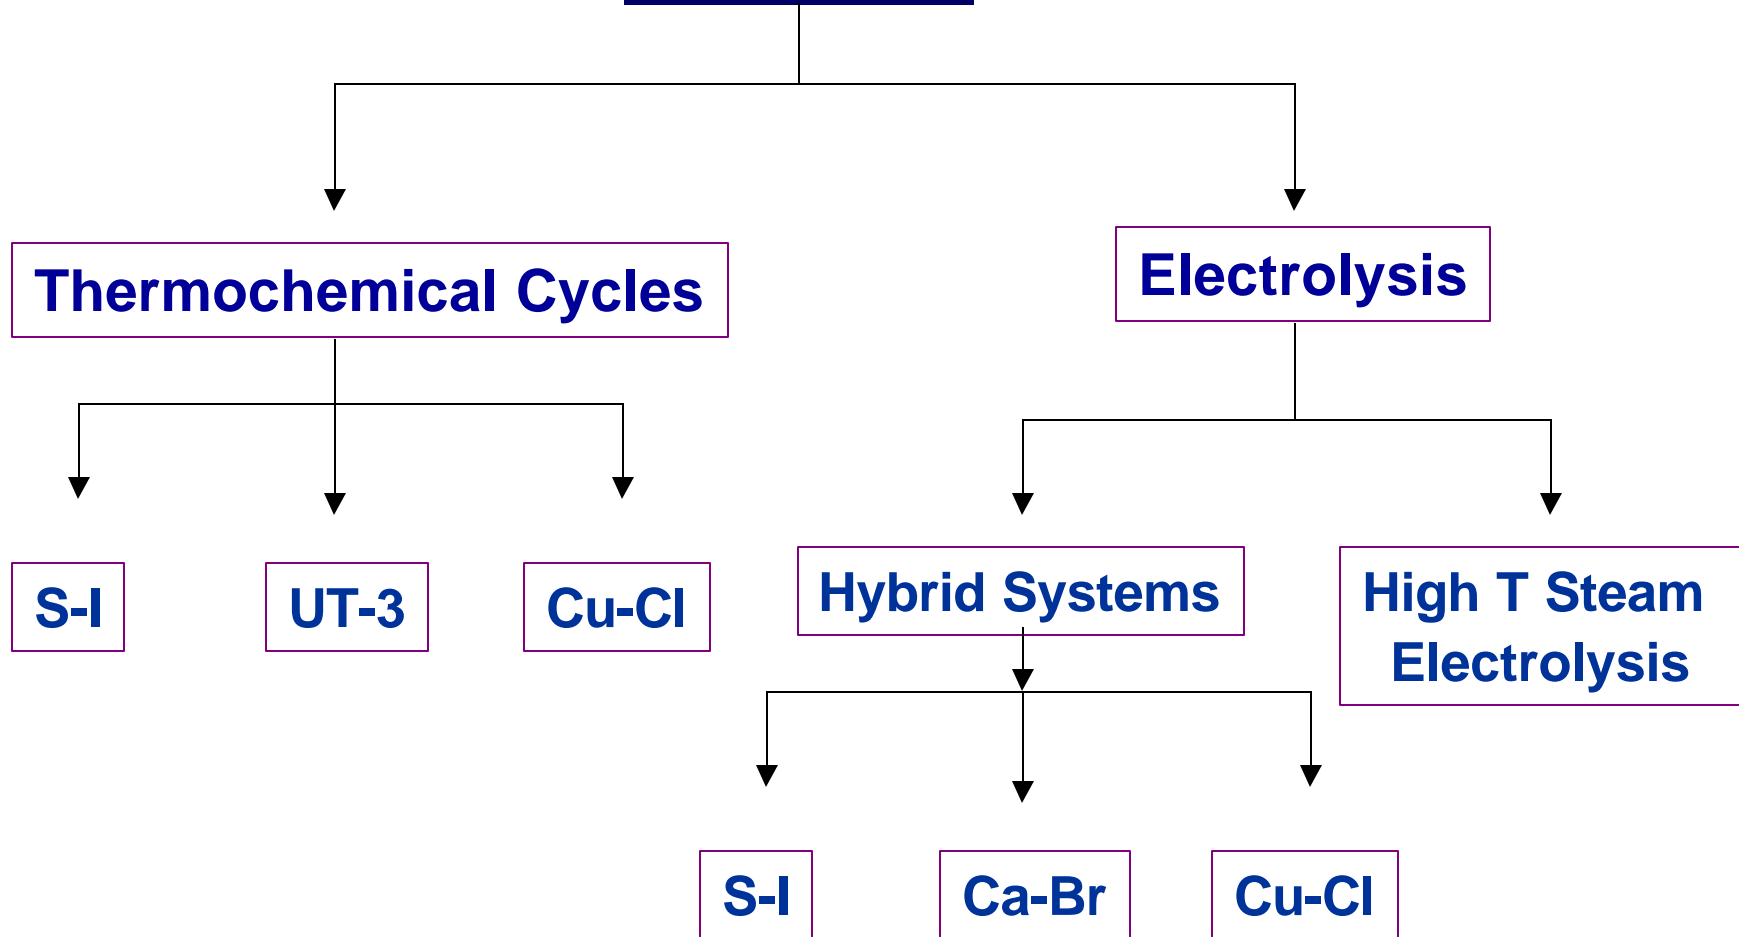 Thermochemical Cycles
Electrolysis
S-I
UT-3
Cu-Cl
Hybrid Systems
High T Steam
Electrolysis
S-I
Ca-Br
Cu-Cl